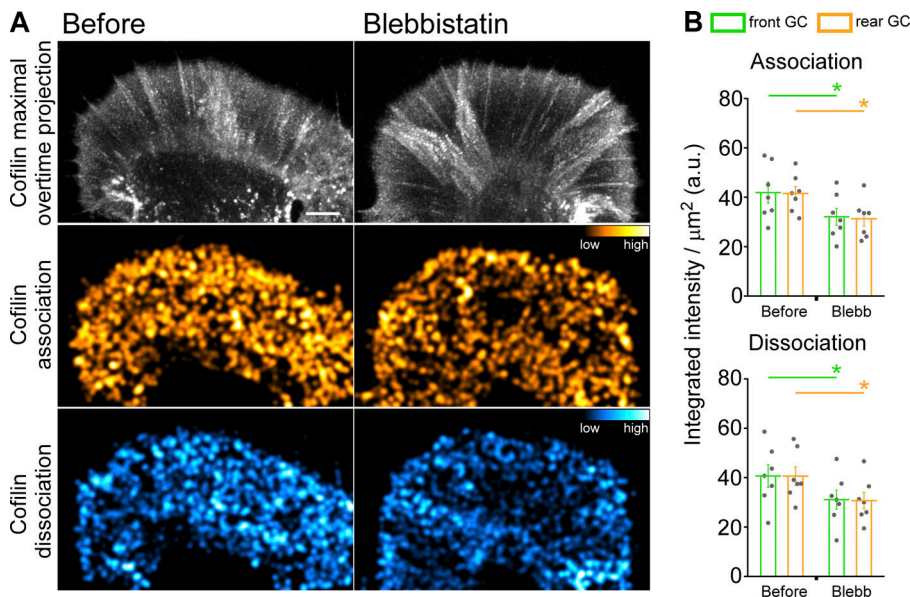 A
Before
Blebbistatin
Cofilin maximal
overtime projection
low high
Cofilin
association
low high
Cofilin
dissociation
B
front GC
rear GC
Association
Integrated intensity / μm² (a.u.)
*
*
80
60
40
20
0
Before
Blebb
Dissociation
*
*
80
60
40
20
0
Before
Blebb